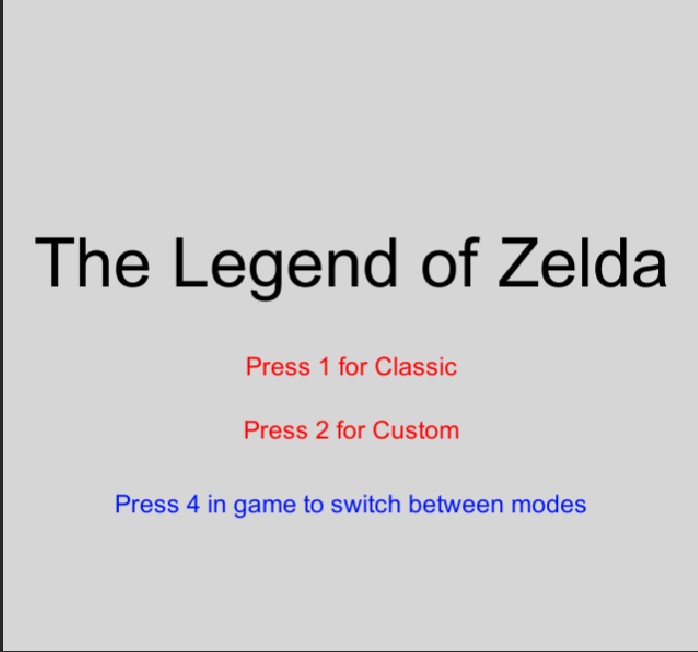 The Legend of Zelda
Press 1 for Classic
Press 2 for Custom
Press 4 in game to switch between modes